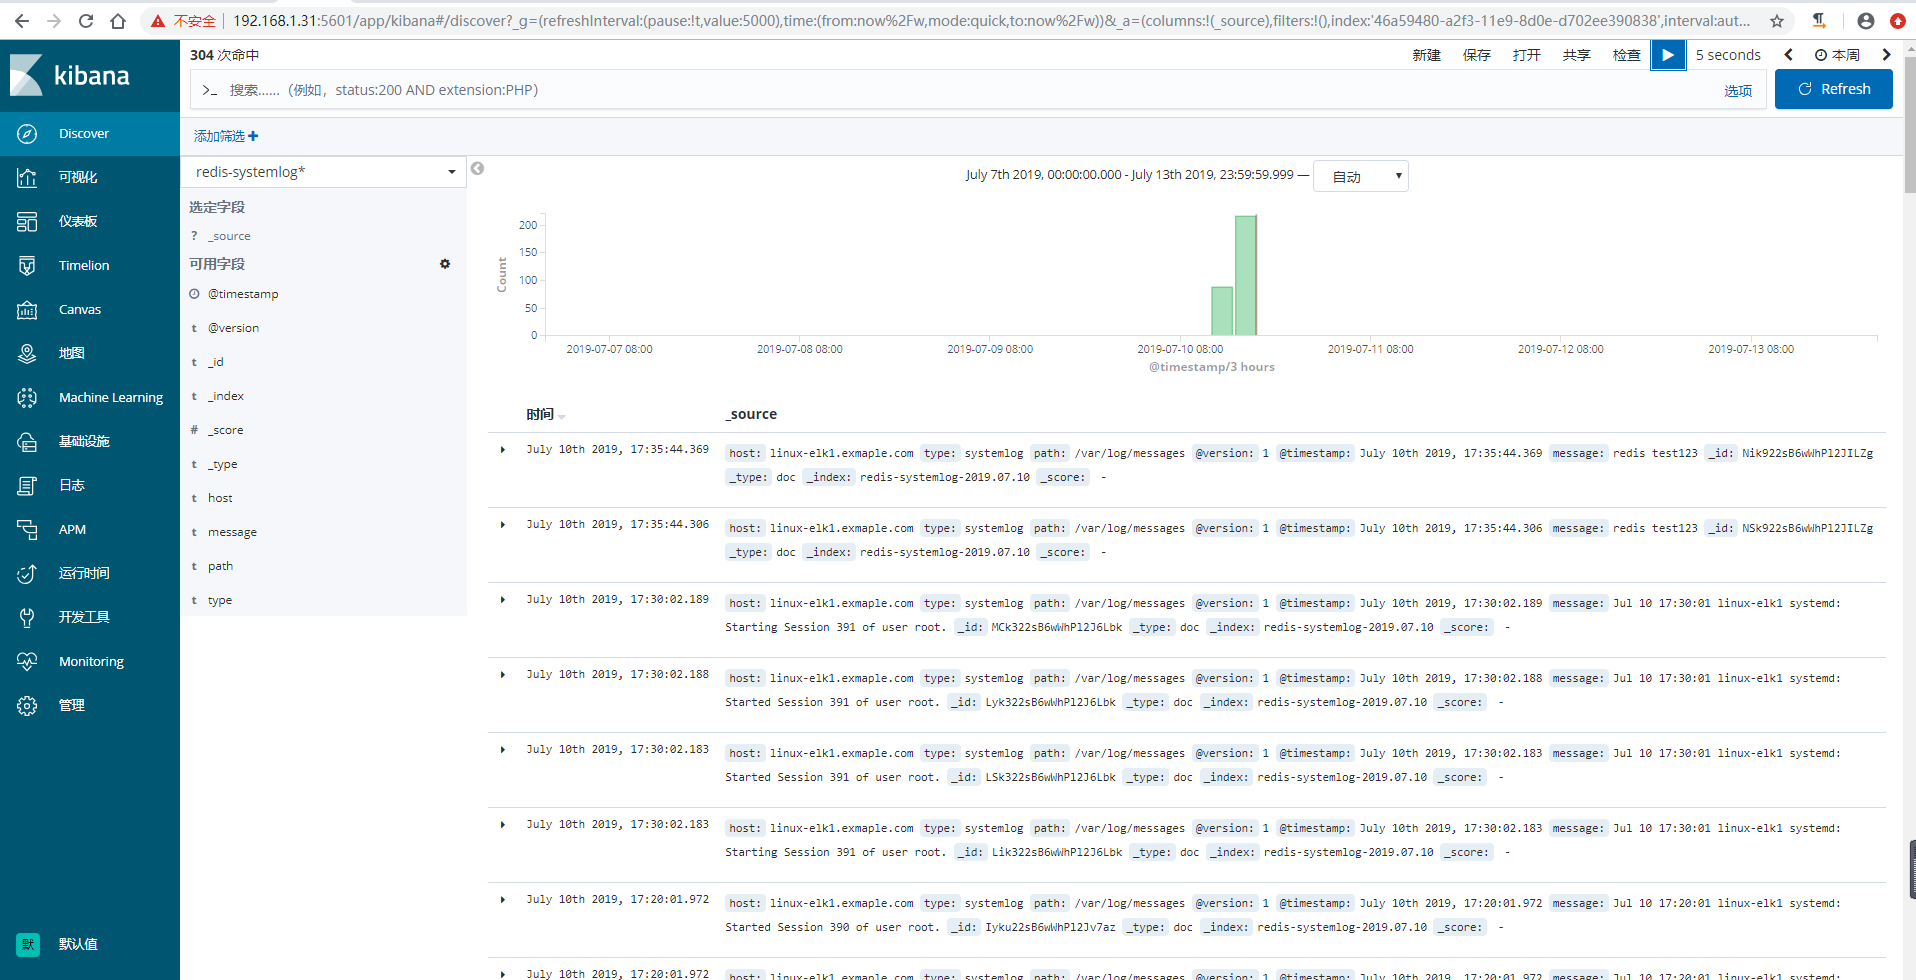 不安全 192.168.1.31:5601/app/kibana#/discover?_g=(refreshInterval:(pause:!t,value:5000),time:(from:now%2Fw,mode:quick,to:now%2Fw))&_a=(columns:!(_source),filters:!(),index:'46a59480-a2f3-11e9-8d0e-d702ee390838',interval:aut...
kibana
Discover
可视化
仪表板
Timelion
Canvas
地图
Machine Learning
基础设施
日志
APM
运行时间
开发工具
Monitoring
管理
默 默认值
304 次命中
新建 保存 打开 共享 检查 5 seconds 本周
>_ 搜索...... (例如，status:200 AND extension:PHP)
选项
Refresh
添加筛选
redis-systemlog*
选定字段
? _source
可用字段
@timestamp
t @version
t _id
t _index
# _score
t _type
t host
t message
t path
t type
July 7th 2019, 00:00:00.000 - July 13th 2019, 23:59:59.999 —
自动
Count
200
150
100
50
0
2019-07-07 08:00 2019-07-08 08:00 2019-07-09 08:00 2019-07-10 08:00 2019-07-11 08:00 2019-07-12 08:00 2019-07-13 08:00
@timestamp/3 hours
时间 _source
July 10th 2019, 17:35:44.369 host: linux-elk1.exmaple.com type: systemlog path: /var/log/messages @version: 1 @timestamp: July 10th 2019, 17:35:44.369 message: redis test123 _id: Nik922sB6wWhPl2JILZg
_type: doc _index: redis-systemlog-2019.07.10 _score: -
July 10th 2019, 17:35:44.306 host: linux-elk1.exmaple.com type: systemlog path: /var/log/messages @version: 1 @timestamp: July 10th 2019, 17:35:44.306 message: redis test123 _id: NSk922sB6wWhPl2JILZg
_type: doc _index: redis-systemlog-2019.07.10 _score: -
July 10th 2019, 17:30:02.189 host: linux-elk1.exmaple.com type: systemlog path: /var/log/messages @version: 1 @timestamp: July 10th 2019, 17:30:02.189 message: Jul 10 17:30:01 linux-elk1 systemd:
Starting Session 391 of user root. _id: MCk322sB6wWhPl2J6Lbk _type: doc _index: redis-systemlog-2019.07.10 _score: -
July 10th 2019, 17:30:02.188 host: linux-elk1.exmaple.com type: systemlog path: /var/log/messages @version: 1 @timestamp: July 10th 2019, 17:30:02.188 message: Jul 10 17:30:01 linux-elk1 systemd:
Started Session 391 of user root. _id: Lyk322sB6wWhPl2J6Lbk _type: doc _index: redis-systemlog-2019.07.10 _score: -
July 10th 2019, 17:30:02.183 host: linux-elk1.exmaple.com type: systemlog path: /var/log/messages @version: 1 @timestamp: July 10th 2019, 17:30:02.183 message: Jul 10 17:30:01 linux-elk1 systemd:
Started Session 391 of user root. _id: LSk322sB6wWhPl2J6Lbk _type: doc _index: redis-systemlog-2019.07.10 _score: -
July 10th 2019, 17:30:02.183 host: linux-elk1.exmaple.com type: systemlog path: /var/log/messages @version: 1 @timestamp: July 10th 2019, 17:30:02.183 message: Jul 10 17:30:01 linux-elk1 systemd:
Starting Session 391 of user root. _id: Lik322sB6wWhPl2J6Lbk _type: doc _index: redis-systemlog-2019.07.10 _score: -
July 10th 2019, 17:20:01.972 host: linux-elk1.exmaple.com type: systemlog path: /var/log/messages @version: 1 @timestamp: July 10th 2019, 17:20:01.972 message: Jul 10 17:20:01 linux-elk1 systemd:
Started Session 390 of user root. _id: Iyku22sB6wWhPl2Jv7az _type: doc _index: redis-systemlog-2019.07.10 _score: -
July 10th 2019, 17:20:01.972 host: linux-elk1.exmaple.com type: systemlog path: /var/log/messages @version: 1 @timestamp: July 10th 2019, 17:20:01.972 message: Jul 10 17:20:01 linux-elk1 systemd: